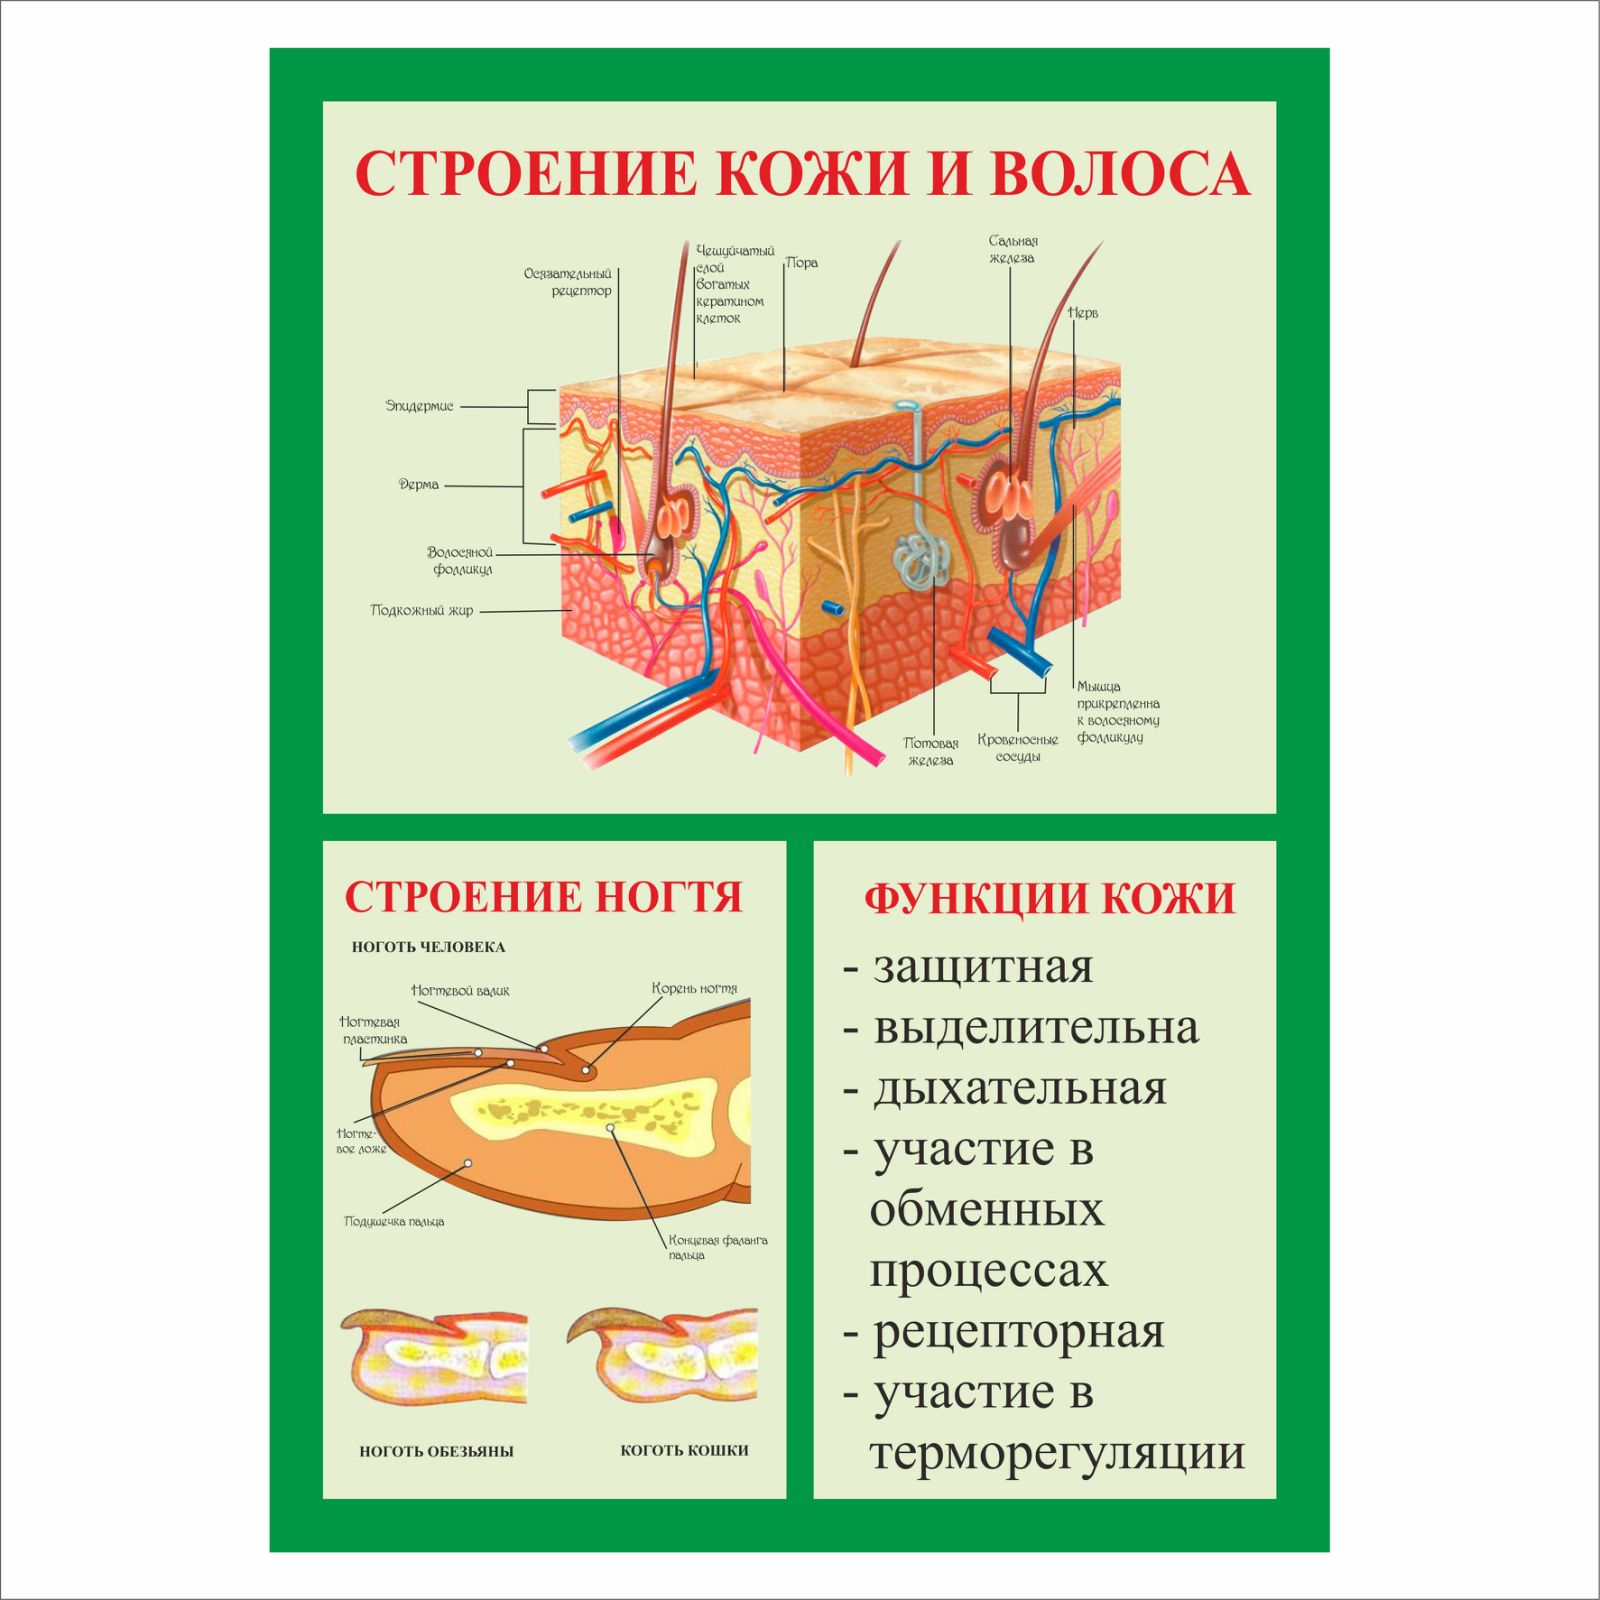 СТРОЕНИЕ КОЖИ И ВОЛОСА
Осязательный
рецептор
Чешуйчатый
слой
богатых
кератином
клеток
Пора
Сальная
железа
Нерв
Эпидермис
Дерма
Волосяной
фолликул
Подкожный жир
Потовая
железа
Кровеносные
сосуды
Мышца
прикрепленна
к волосяному
фолликулу
СТРОЕНИЕ НОГТЯ
НОГОТЬ ЧЕЛОВЕКА
Ногтевой валик
Корень ногтя
Ногтевая
пластинка
Ногте-
вое ложе
Подушечка пальца
Концевая фаланга
пальца
НОГОТЬ ОБЕЗЬЯНЫ
КОГОТЬ КОШКИ
ФУНКЦИИ КОЖИ
- защитная
- выделительна
- дыхательная
- участие в
обменных
процессах
- рецепторная
- участие в
терморегуляции